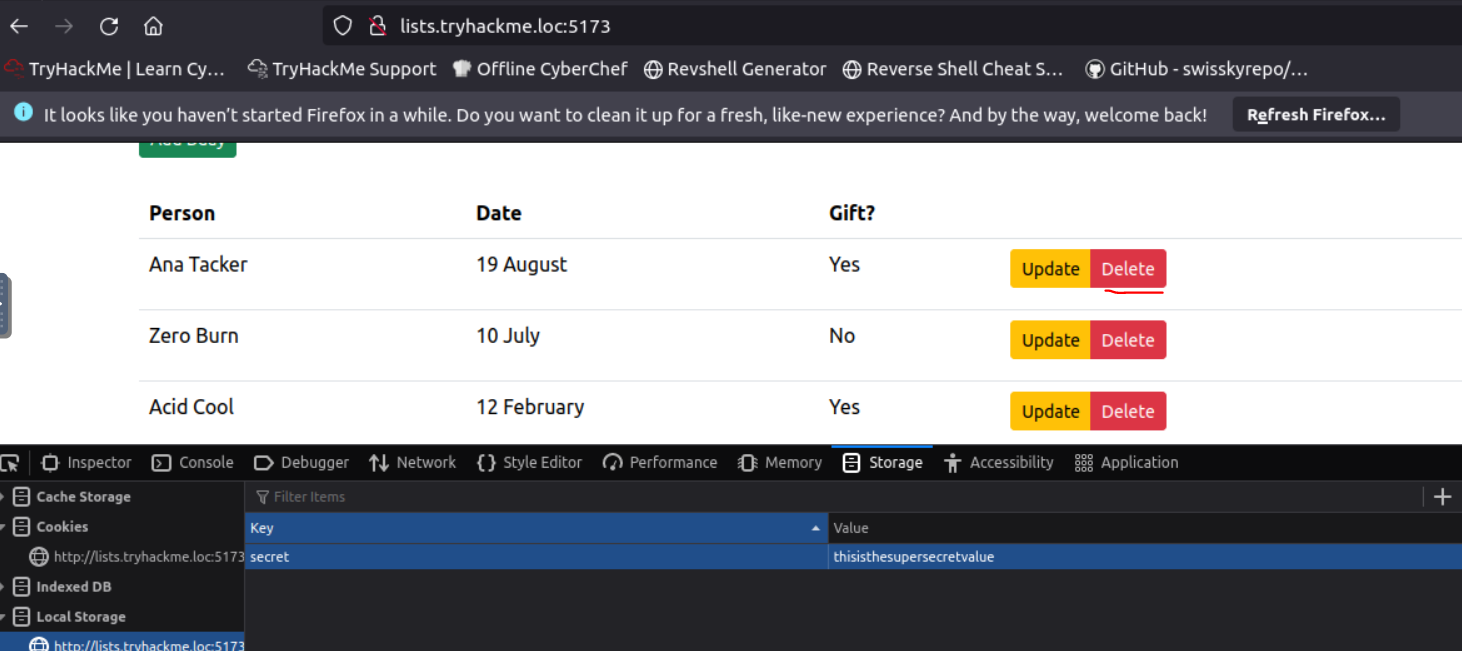 lists.tryhackme.loc:5173
TryHackMe | Learn Cy... TryHackMe Support Offline CyberChef Revshell Generator Reverse Shell Cheat S... GitHub - swisskyrepo/...
It looks like you haven't started Firefox in a while. Do you want to clean it up for a fresh, like-new experience? And by the way, welcome back! Refresh Firefox...
Person Date Gift?
Ana Tacker 19 August Yes Update Delete
Zero Burn 10 July No Update Delete
Acid Cool 12 February Yes Update Delete
Inspector Console Debugger Network Style Editor Performance Memory Storage Accessibility Application
Cache Storage Filter Items
Cookies Key Value
http://lists.tryhackme.loc:5173 secret thisisthesupersecretvalue
Indexed DB
Local Storage
http://lists.tryhackme.loc:5173